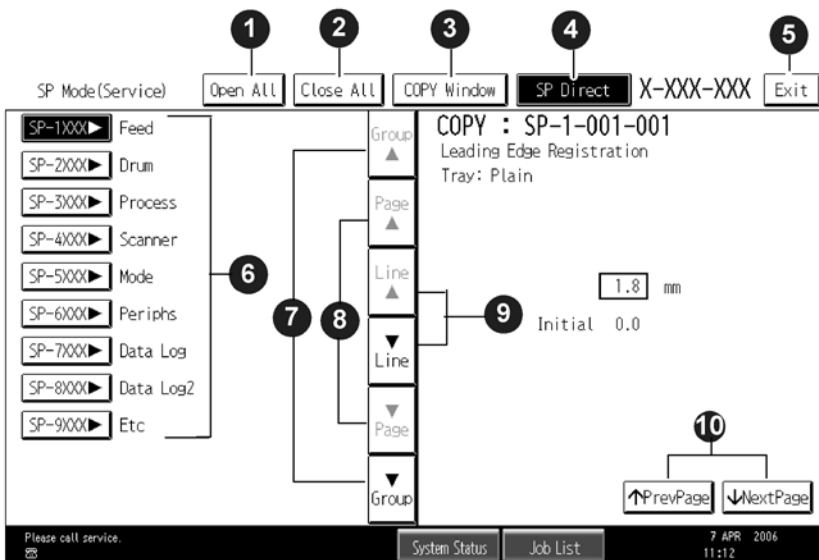 1 2 3 4 5
SP Mode(Service) Open All Close All COPY Window SP Direct X-XXX-XXX Exit
SP-1XXX▶ Feed
SP-2XXX▶ Drum
SP-3XXX▶ Process
SP-4XXX▶ Scanner
SP-5XXX▶ Mode
SP-6XXX▶ Periphs
SP-7XXX▶ Data Log
SP-8XXX▶ Data Log2
SP-9XXX▶ Etc
6
7
8
Group ▲
Page ▲
Line ▲
▼ Line
▼ Page
▼ Group
9
COPY : SP-1-001-001
Leading Edge Registration
Tray: Plain
1.8 mm
Initial 0.0
10
↑PrevPage ↓NextPage
Please call service.
System Status Job List
7 APR 2006
11:12